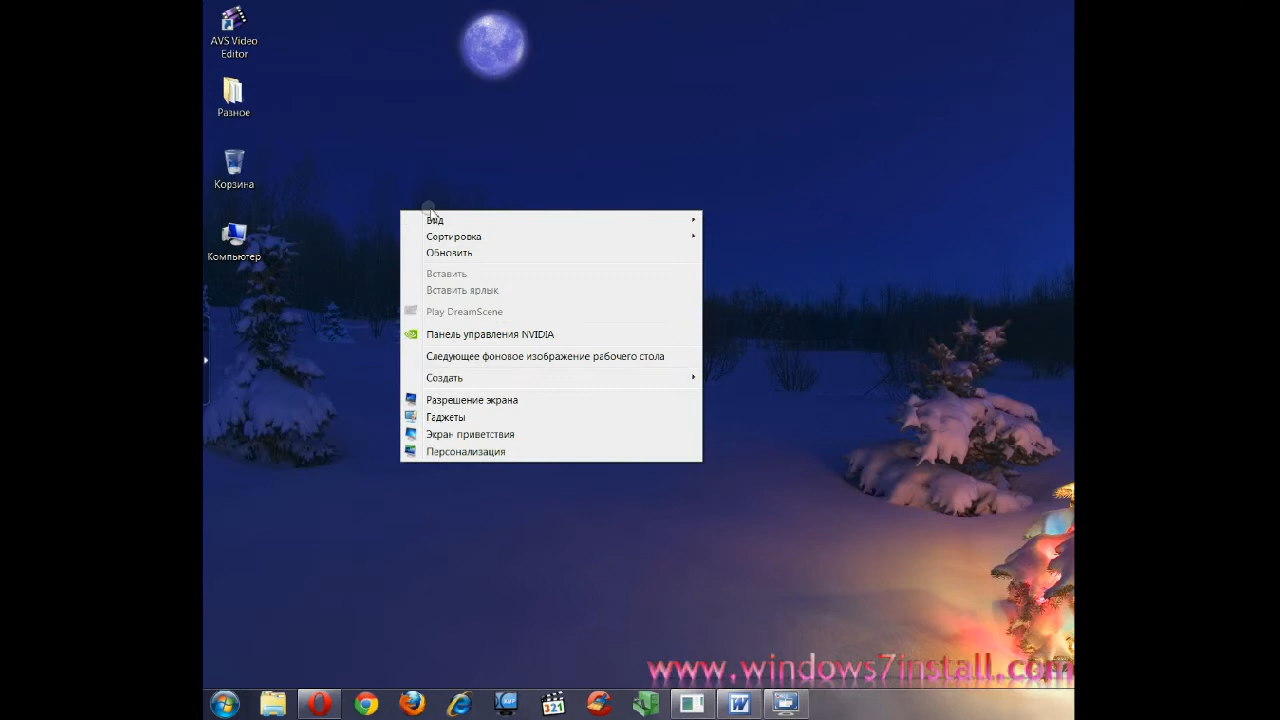 AVS Video
Editor
Разное
Корзина
Компьютер
Вид
Сортировка
Обновить
Вставить
Вставить ярлык
Play DreamScene
Панель управления NVIDIA
Следующее фоновое изображение рабочего стола
Создать
Разрешение экрана
Гаджеты
Экран приветствия
Персонализация
www.windows7install.com
321